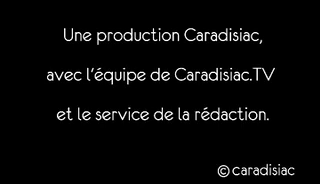 Une production Caradisiac,
avec l'équipe de Caradisiac.TV
et le service de la rédaction.
© caradisiac